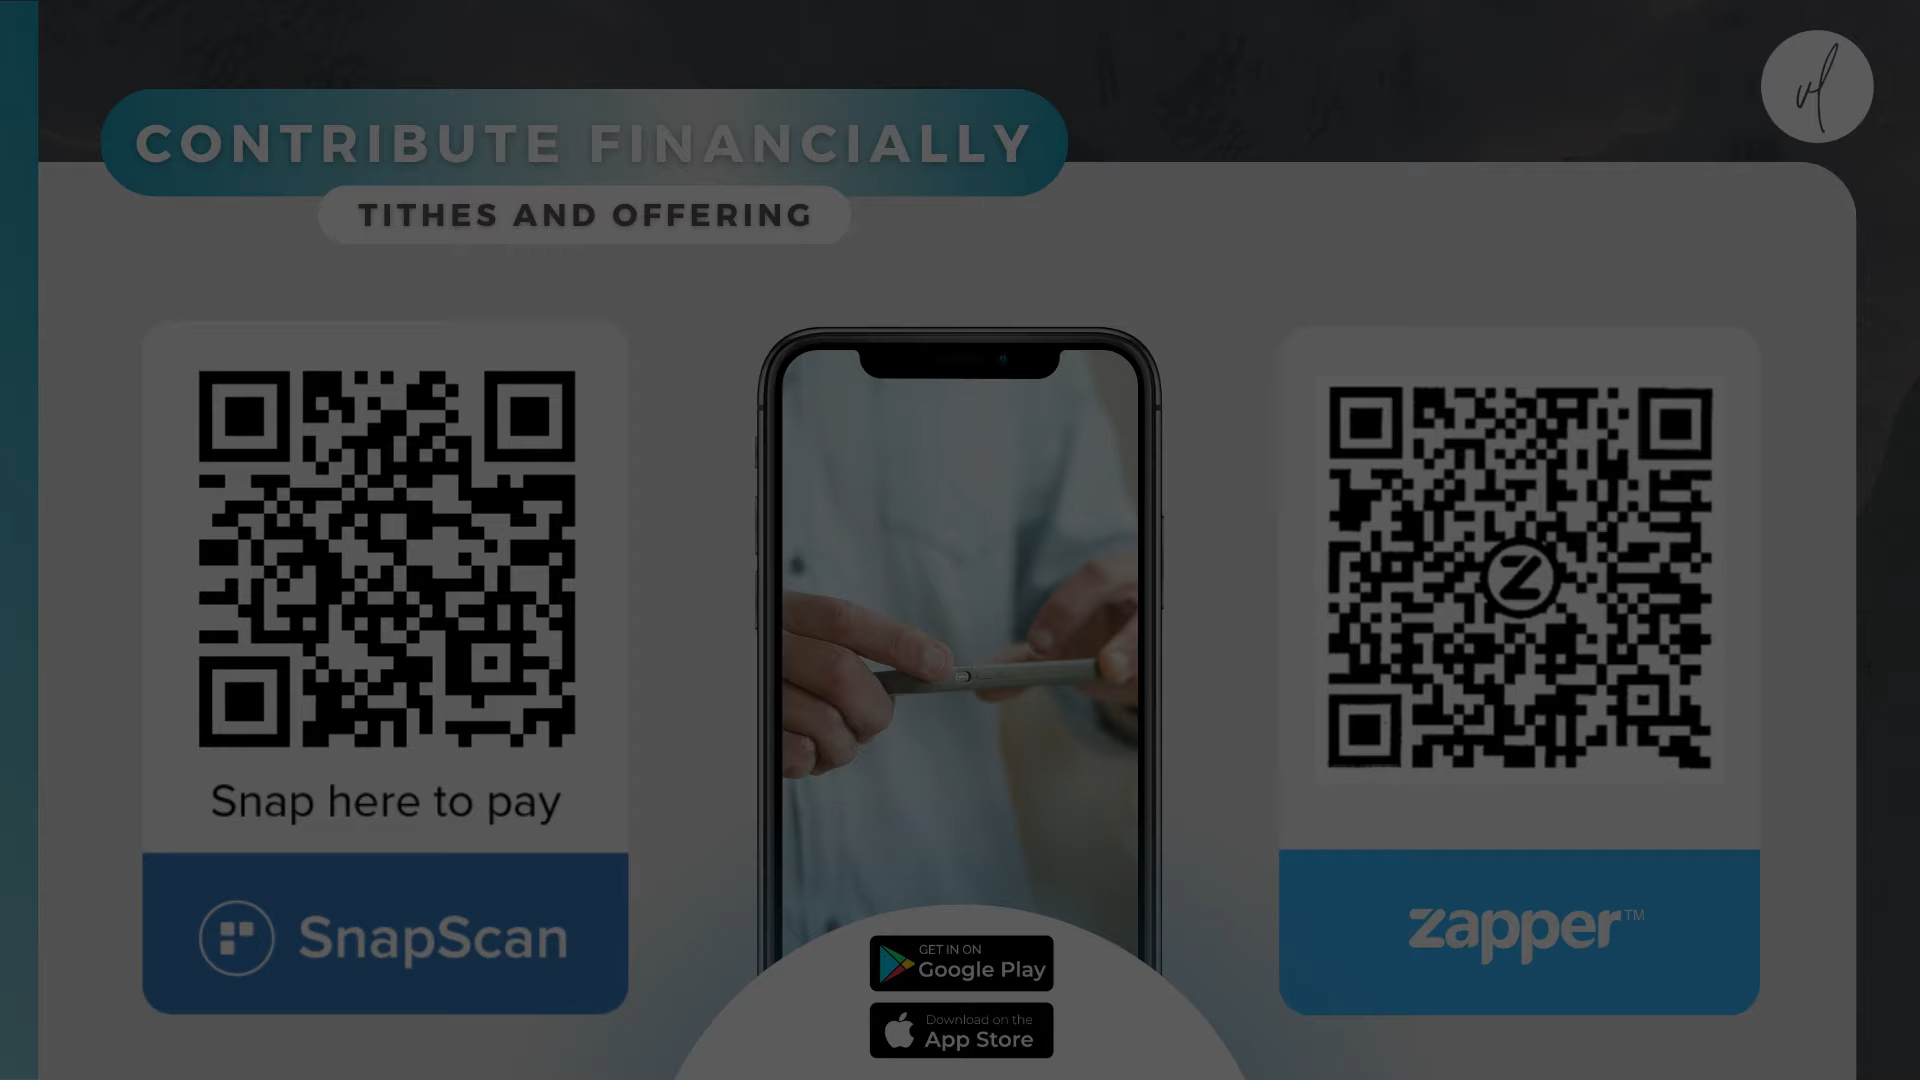 vl
CONTRIBUTE FINANCIALLY
TITHES AND OFFERING
Snap here to pay
SnapScan
Z
zapper™
GET IN ON
Google Play
Download on the
App Store